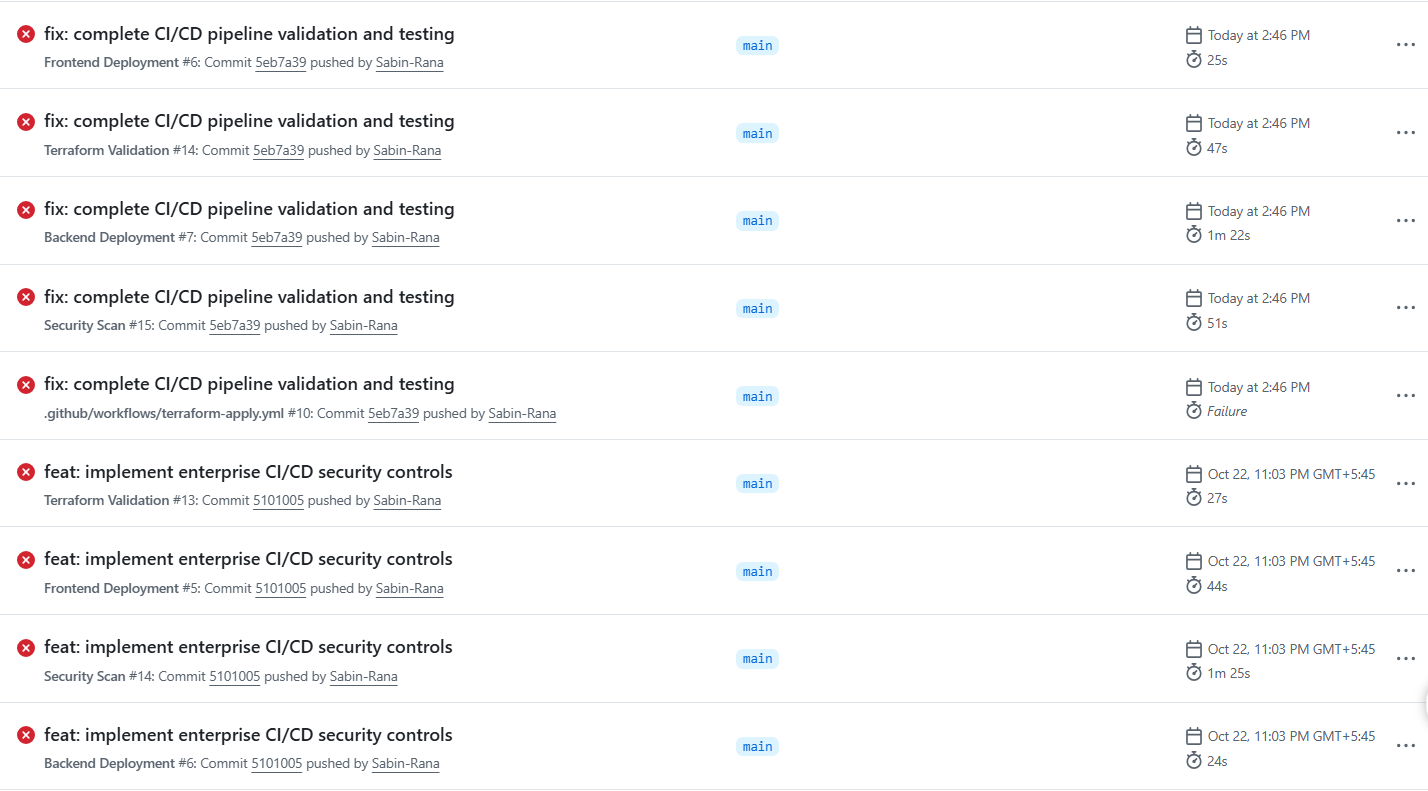 fix: complete CI/CD pipeline validation and testing
Frontend Deployment #6: Commit 5eb7a39 pushed by Sabin-Rana
main
Today at 2:46 PM
25s
fix: complete CI/CD pipeline validation and testing
Terraform Validation #14: Commit 5eb7a39 pushed by Sabin-Rana
main
Today at 2:46 PM
47s
fix: complete CI/CD pipeline validation and testing
Backend Deployment #7: Commit 5eb7a39 pushed by Sabin-Rana
main
Today at 2:46 PM
1m 22s
fix: complete CI/CD pipeline validation and testing
Security Scan #15: Commit 5eb7a39 pushed by Sabin-Rana
main
Today at 2:46 PM
51s
fix: complete CI/CD pipeline validation and testing
.github/workflows/terraform-apply.yml #10: Commit 5eb7a39 pushed by Sabin-Rana
main
Today at 2:46 PM
Failure
feat: implement enterprise CI/CD security controls
Terraform Validation #13: Commit 5101005 pushed by Sabin-Rana
main
Oct 22, 11:03 PM GMT+5:45
27s
feat: implement enterprise CI/CD security controls
Frontend Deployment #5: Commit 5101005 pushed by Sabin-Rana
main
Oct 22, 11:03 PM GMT+5:45
44s
feat: implement enterprise CI/CD security controls
Security Scan #14: Commit 5101005 pushed by Sabin-Rana
main
Oct 22, 11:03 PM GMT+5:45
1m 25s
feat: implement enterprise CI/CD security controls
Backend Deployment #6: Commit 5101005 pushed by Sabin-Rana
main
Oct 22, 11:03 PM GMT+5:45
24s